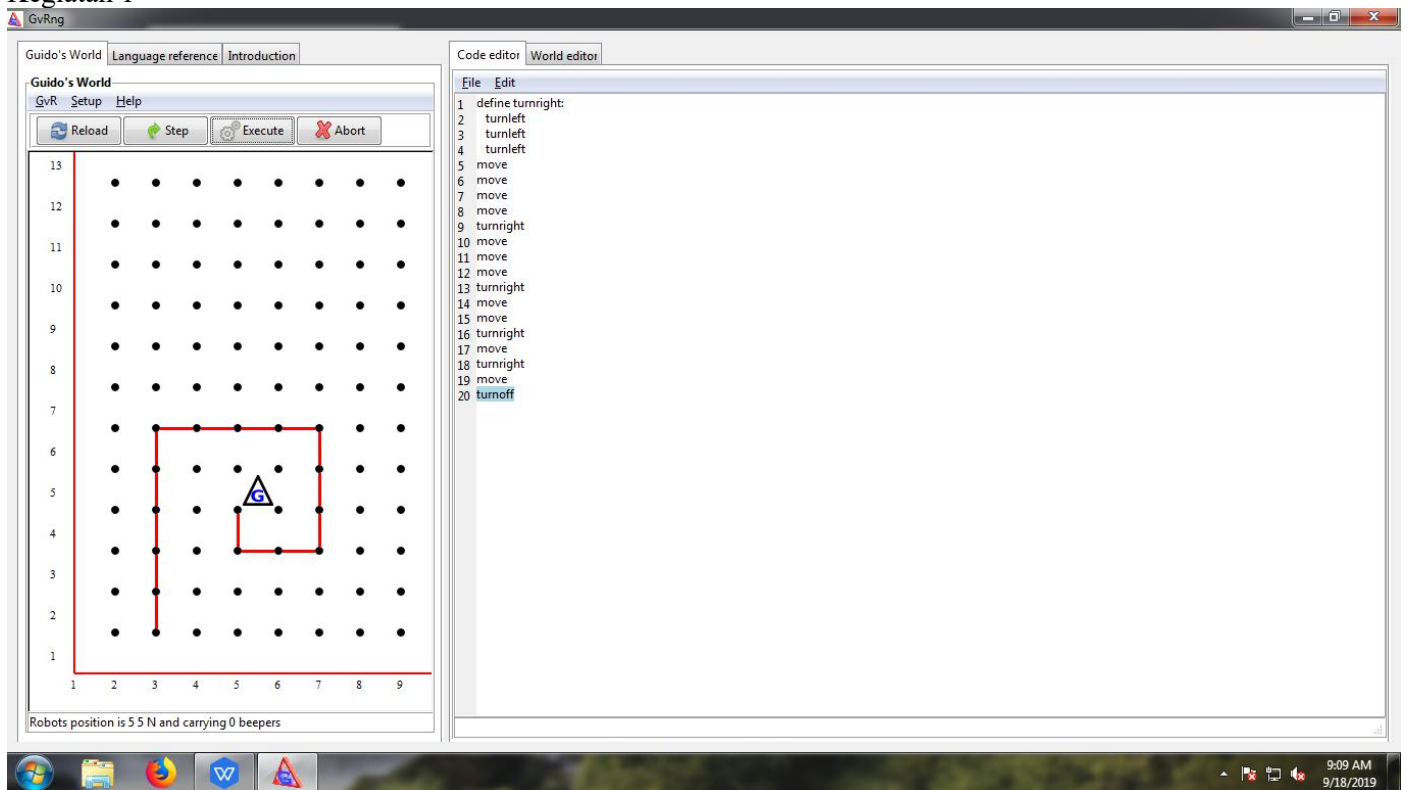 Kegiatan 1
GvRng
Guido's World Language reference Introduction
Guido's World
GvR Setup Help
Reload Step Execute Abort
13
12
11
10
9
8
7
6
5
4
3
2
1
1 2 3 4 5 6 7 8 9
G
Robots position is 5 5 N and carrying 0 beepers
Code editor World editor
File Edit
1 define turnright:
2 turnleft
3 turnleft
4 turnleft
5 move
6 move
7 move
8 move
9 turnright
10 move
11 move
12 move
13 turnright
14 move
15 move
16 turnright
17 move
18 turnright
19 move
20 turnoff
9:09 AM
9/18/2019